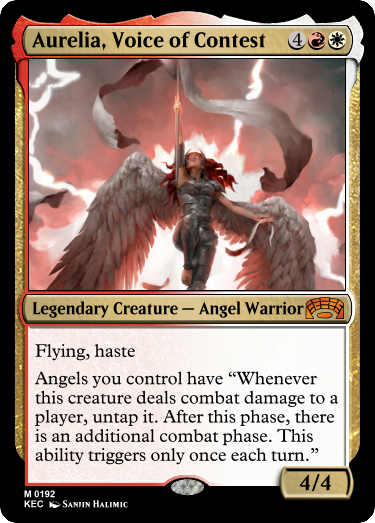 Aurelia, Voice of Contest 4
Legendary Creature — Angel Warrior
Flying, haste
Angels you control have “Whenever
this creature deals combat damage to a
player, untap it. After this phase, there
is an additional combat phase. This
ability triggers only once each turn.”
4/4
M 0192
KEC Sanjin Halimic